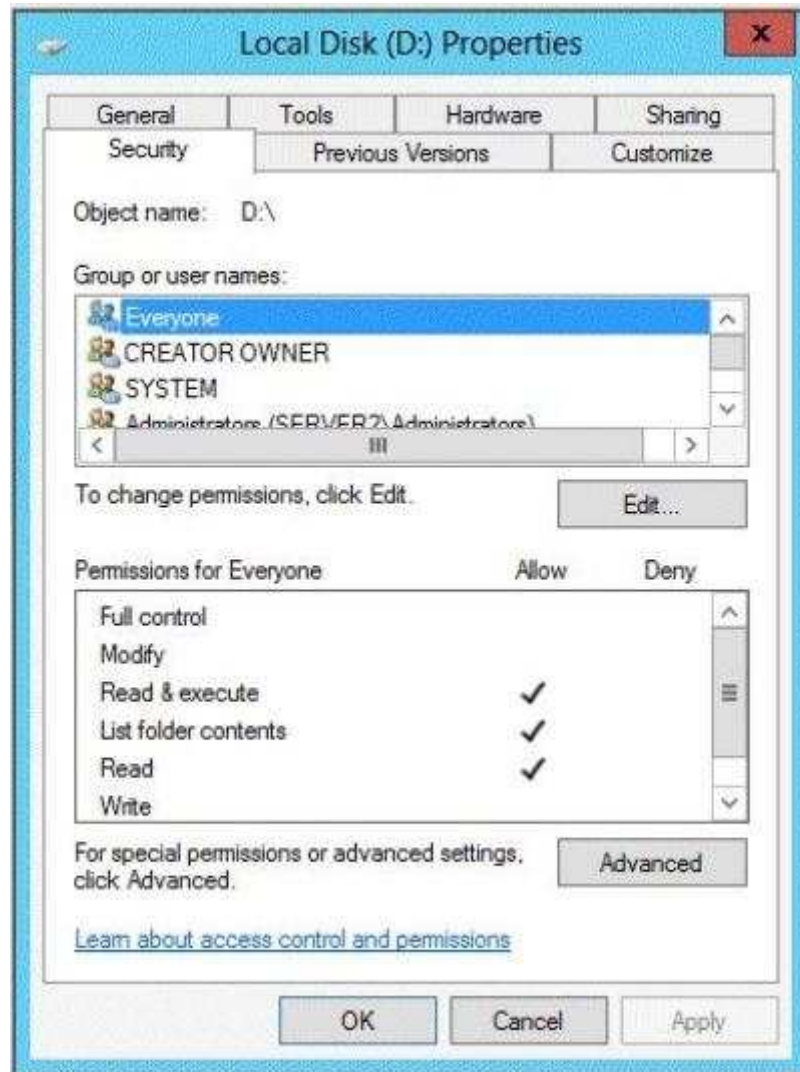 Local Disk (D:) Properties
x
General Tools Hardware Sharing
Security Previous Versions Customize
Object name: D:\
Group or user names:
Everyone
CREATOR OWNER
SYSTEM
Administrators (SERVER2\Administrators)
To change permissions, click Edit.
Edit...
Permissions for Everyone Allow Deny
Full control
Modify
Read & execute
List folder contents
Read
Write
For special permissions or advanced settings,
click Advanced.
Advanced
Learn about access control and permissions
OK Cancel Apply